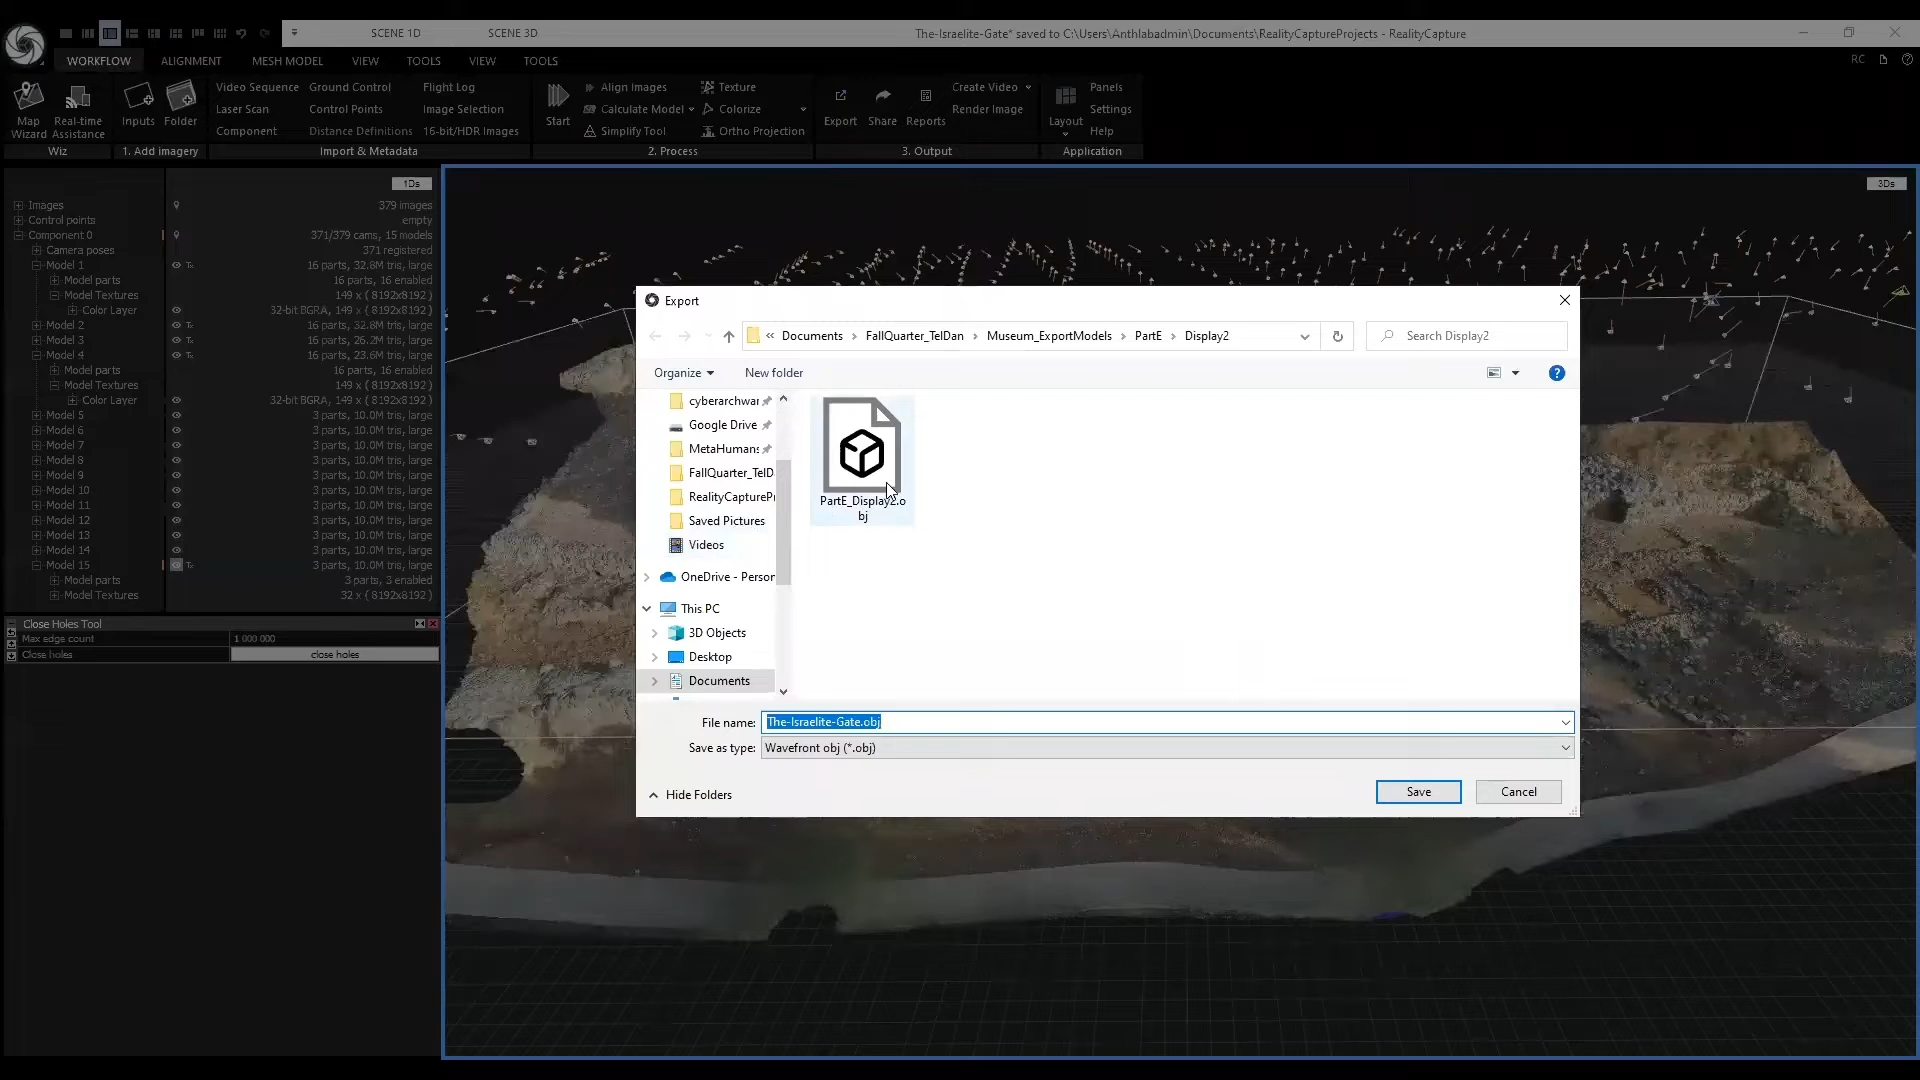 SCENE 1D SCENE 3D The-Israelite-Gate* saved to C:\Users\Anthlabadmin\Documents\RealityCaptureProjects - RealityCapture
WORKFLOW ALIGNMENT MESH MODEL VIEW TOOLS VIEW TOOLS RC
Map Wizard
Real-time Assistance
Wiz
Inputs Folder
1. Add imagery
Video Sequence Ground Control Flight Log
Laser Scan Control Points Image Selection
Component Distance Definitions 16-bit/HDR Images
Import & Metadata
Start
Align Images Texture
Calculate Model Colorize
Simplify Tool Ortho Projection
2. Process
Export Share Reports
Create Video
Render Image
3. Output
Layout
Panels
Settings
Help
Application
1Ds
Images 379 images
Control points empty
Component 0 371/379 cams, 15 models
Camera poses 371 registered
Model 1 16 parts, 32.8M tris, large
Model parts 16 parts, 16 enabled
Model Textures 149 x ( 8192x8192 )
Color Layer 32-bit BGRA, 149 x ( 8192x8192 )
Model 2 16 parts, 32.8M tris, large
Model 3 16 parts, 26.2M tris, large
Model 4 16 parts, 23.6M tris, large
Model parts 16 parts, 16 enabled
Model Textures 149 x ( 8192x8192 )
Color Layer 32-bit BGRA, 149 x ( 8192x8192 )
Model 5 3 parts, 10.0M tris, large
Model 6 3 parts, 10.0M tris, large
Model 7 3 parts, 10.0M tris, large
Model 8 3 parts, 10.0M tris, large
Model 9 3 parts, 10.0M tris, large
Model 10 3 parts, 10.0M tris, large
Model 11 3 parts, 10.0M tris, large
Model 12 3 parts, 10.0M tris, large
Model 13 3 parts, 10.0M tris, large
Model 14 3 parts, 10.0M tris, large
Model 15 3 parts, 10.0M tris, large
Model parts 3 parts, 3 enabled
Model Textures 32 x ( 8192x8192 )
Close Holes Tool
Max edge count 1 000 000
Close holes close holes
3Ds
Export
« Documents › FallQuarter_TelDan › Museum_ExportModels › PartE › Display2
Search Display2
Organize New folder
cyberarchwar
Google Drive
MetaHumans
FallQuarter_TelD
RealityCapturePr
Saved Pictures
Videos
OneDrive - Person
This PC
3D Objects
Desktop
Documents
PartE_Display2.o
bj
File name: The-Israelite-Gate.obj
Save as type: Wavefront obj (*.obj)
Hide Folders Save Cancel